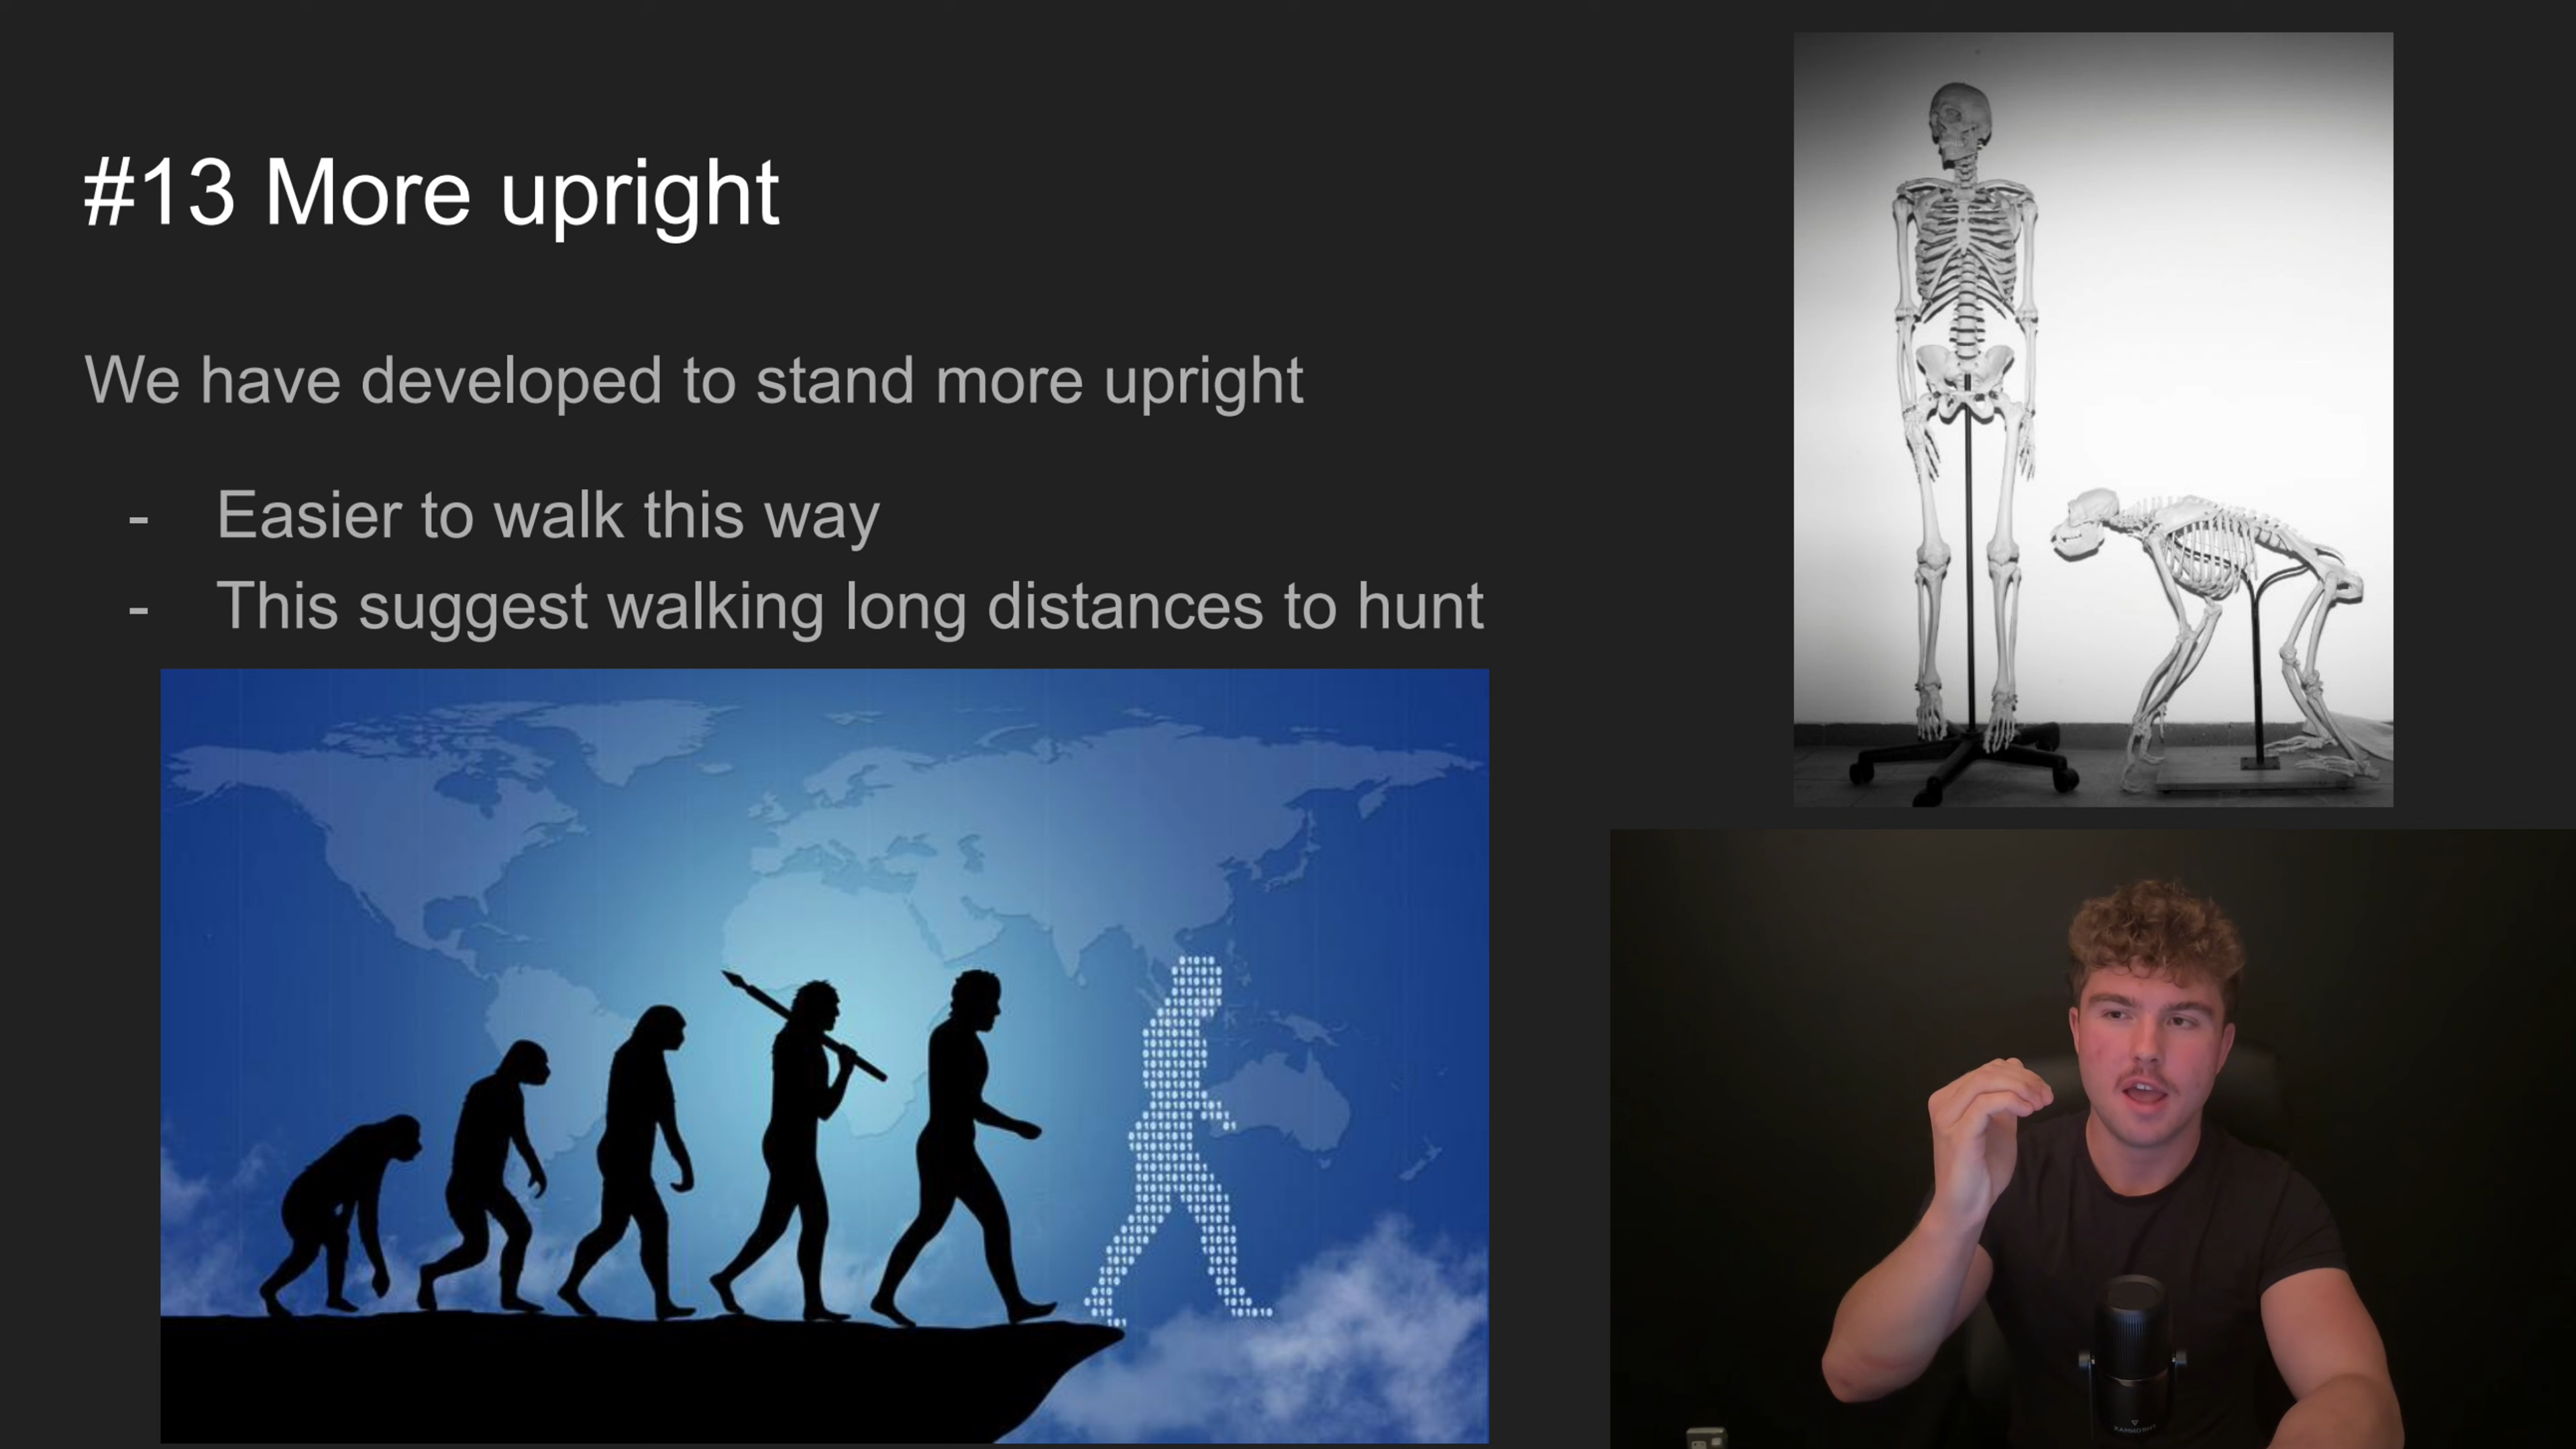 #13 More upright
We have developed to stand more upright
- Easier to walk this way
- This suggest walking long distances to hunt